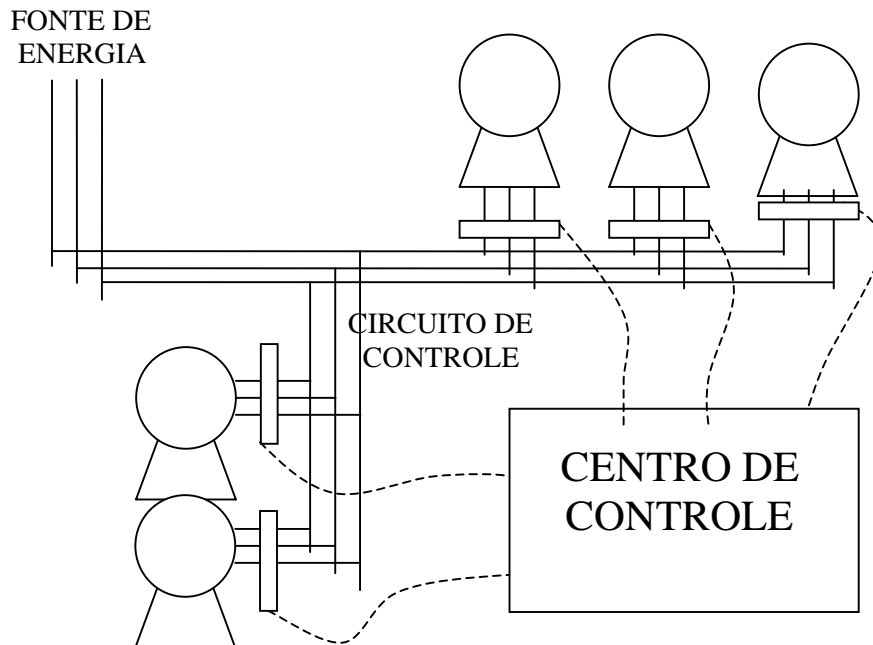 FONTE DE
ENERGIA
CIRCUITO DE
CONTROLE
CENTRO DE
CONTROLE